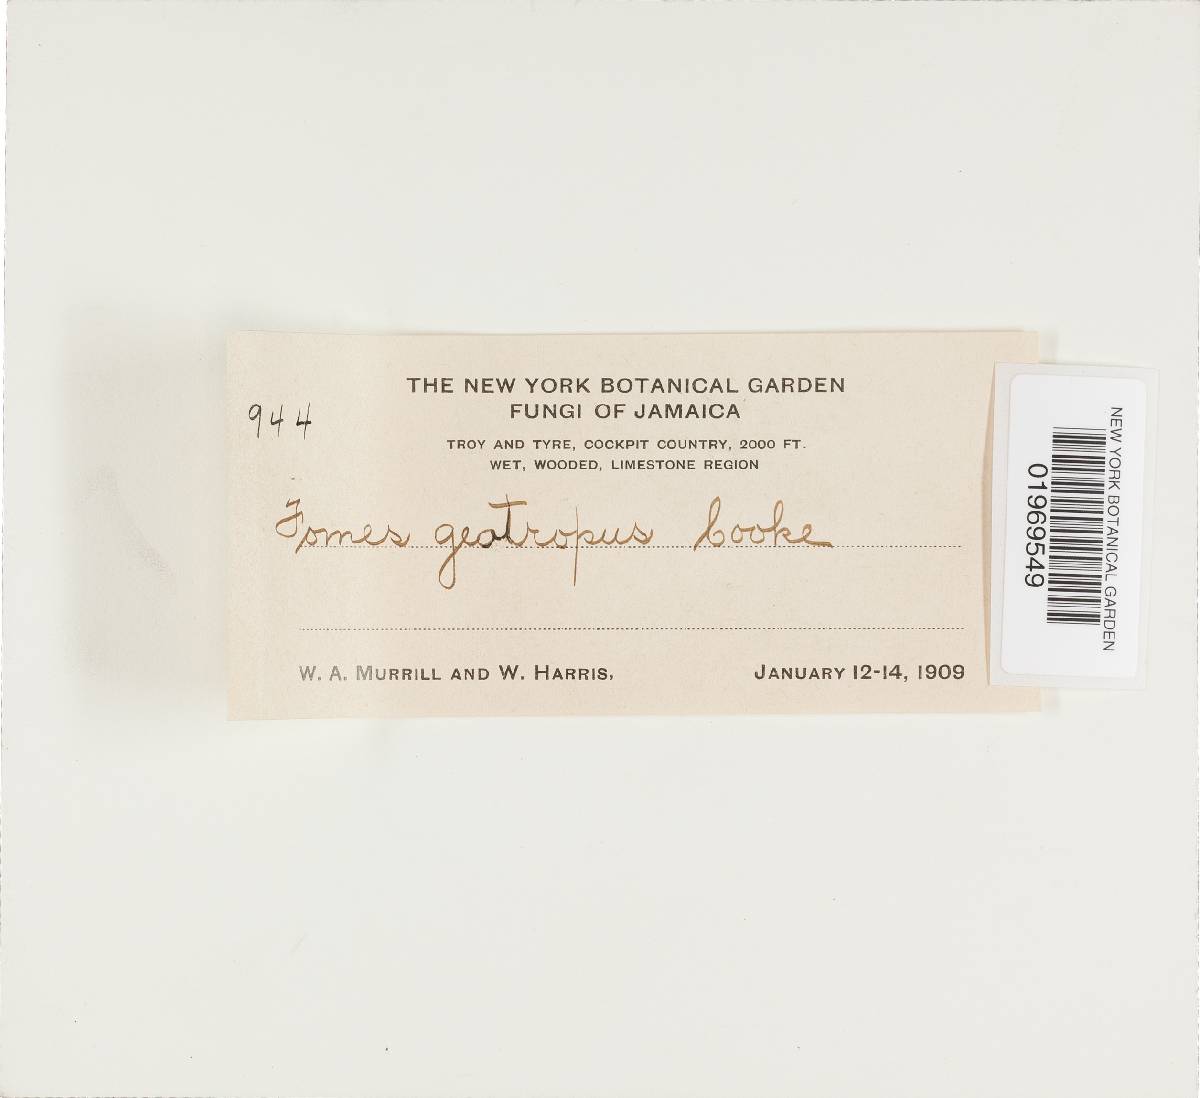 944
THE NEW YORK BOTANICAL GARDEN
FUNGI OF JAMAICA
TROY AND TYRE, COCKPIT COUNTRY, 2000 FT.
WET, WOODED, LIMESTONE REGION
Fomes geotropus Cooke
W. A. MURRILL AND W. HARRIS,
JANUARY 12-14, 1909
NEW YORK BOTANICAL GARDEN
01969549